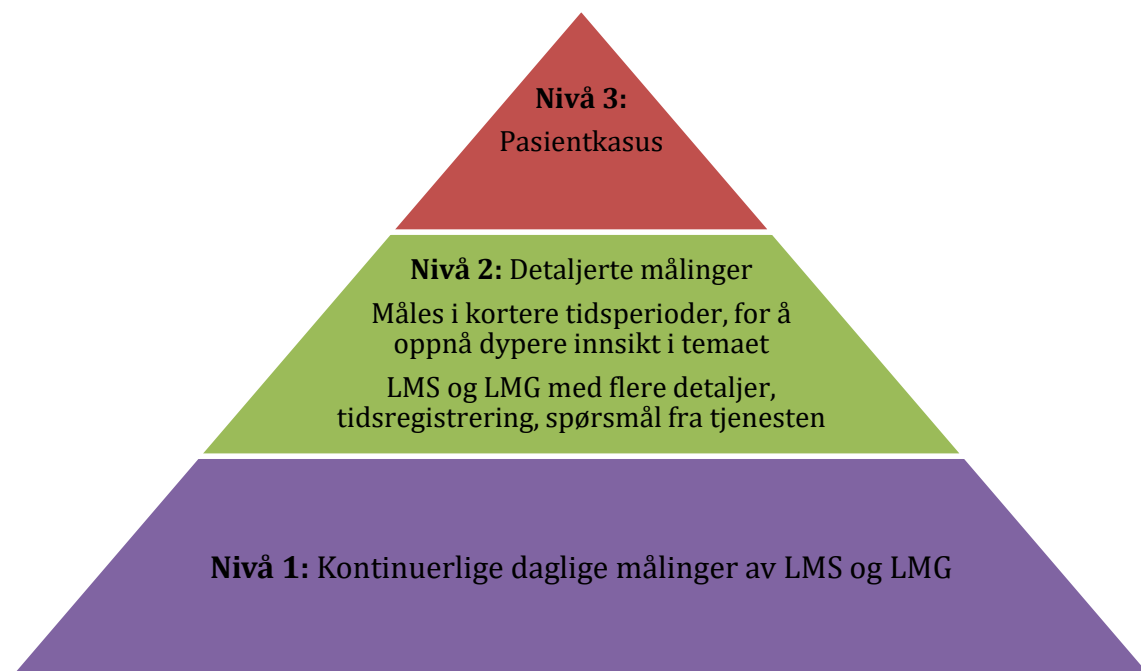 Nivå 3:
Pasientkasus
Nivå 2: Detaljerte målinger
Måles i kortere tidsperioder, for å
oppnå dypere innsikt i temaet
LMS og LMG med flere detaljer,
tidsregistrering, spørsmål fra tjenesten
Nivå 1: Kontinuerlige daglige målinger av LMS og LMG